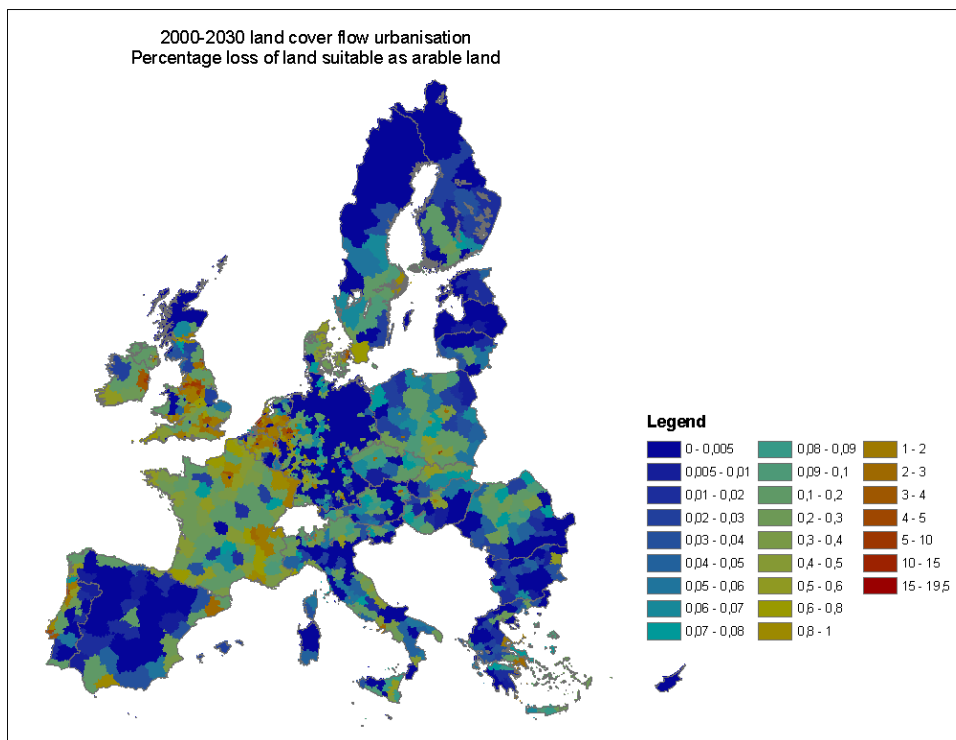 2000-2030 land cover flow urbanisation
Percentage loss of land suitable as arable land
Legend
0 - 0,005
0,005 - 0,01
0,01 - 0,02
0,02 - 0,03
0,03 - 0,04
0,04 - 0,05
0,05 - 0,06
0,06 - 0,07
0,07 - 0,08
0,08 - 0,09
0,09 - 0,1
0,1 - 0,2
0,2 - 0,3
0,3 - 0,4
0,4 - 0,5
0,5 - 0,6
0,6 - 0,8
0,8 - 1
1 - 2
2 - 3
3 - 4
4 - 5
5 - 10
10 - 15
15 - 19,5